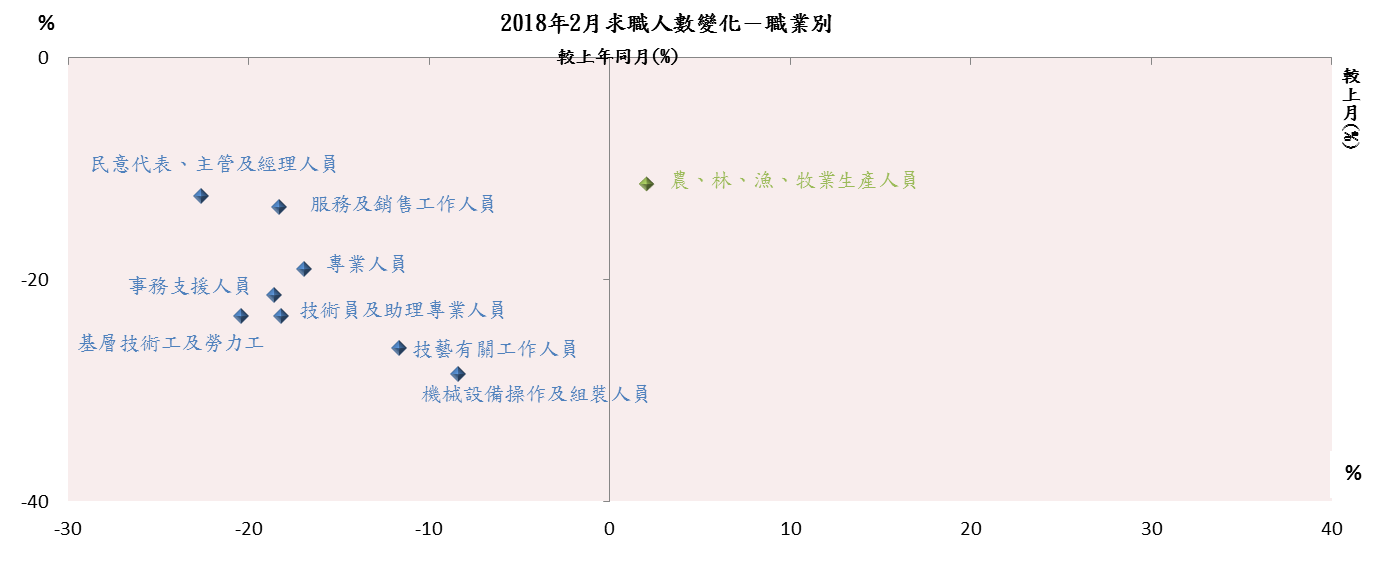 2018年2月求職人數變化－職業別
%
較上年同月(%)
0
較上月(%)
民意代表、主管及經理人員
農、林、漁、牧業生產人員
服務及銷售工作人員
專業人員
-20
事務支援人員
技術員及助理專業人員
基層技術工及勞力工
技藝有關工作人員
機械設備操作及組裝人員
%
-40
-30
-20
-10
0
10
20
30
40